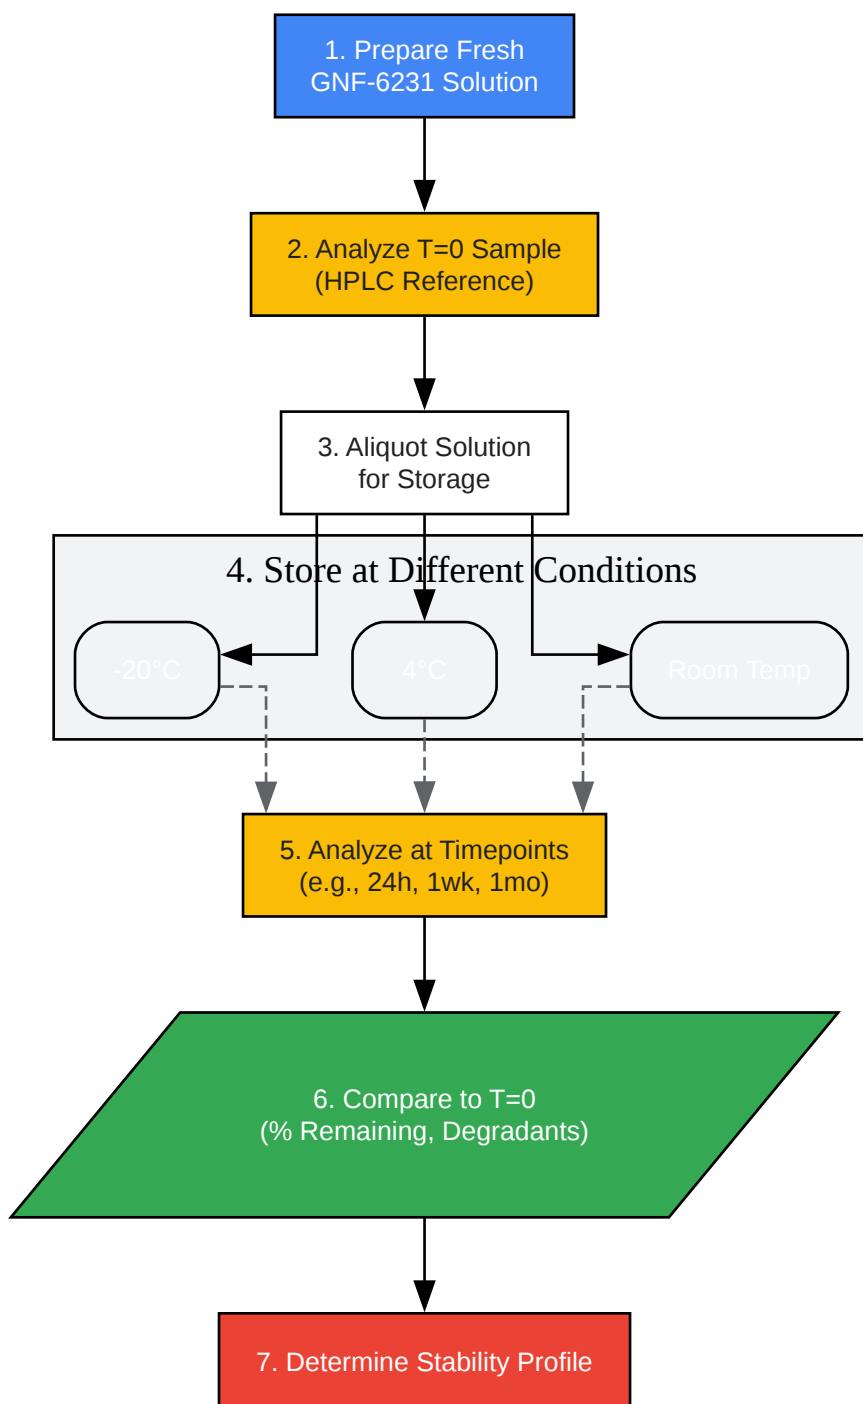 1. Prepare Fresh
GNF-6231 Solution
2. Analyze T=0 Sample
(HPLC Reference)
3. Aliquot Solution
for Storage
4. Store at Different Conditions
-20°C
4°C
Room Temp
5. Analyze at Timepoints
(e.g., 24h, 1wk, 1mo)
6. Compare to T=0
(% Remaining, Degradants)
7. Determine Stability Profile